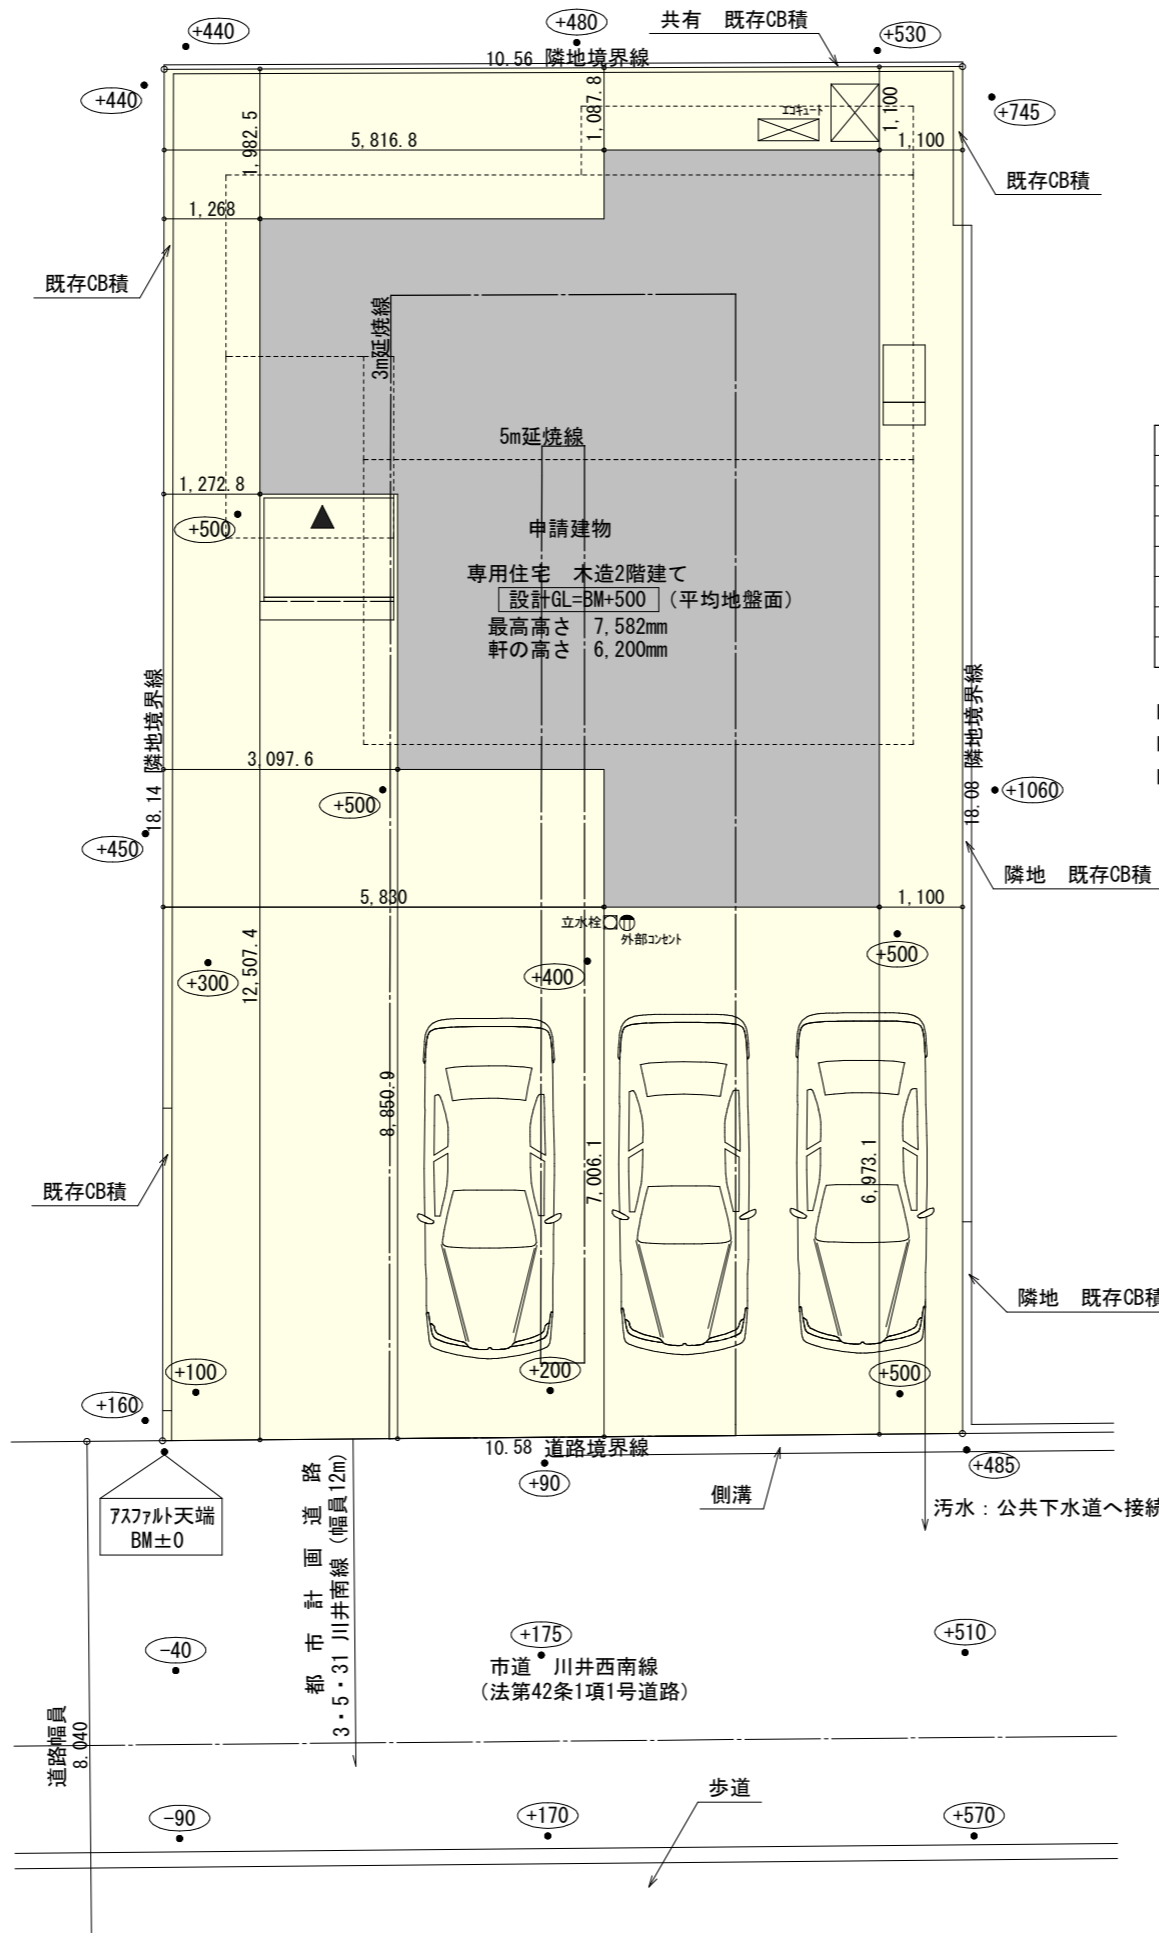 +440
+480
共有　既存CB積
+530
10.56 隣地境界線
+440
+745
1,982.5
1,087.8
エコキュート
1,100
5,816.8
1,100
既存CB積
1,268
既存CB積
3m延焼線
5m延焼線
1,272.8
+500
申請建物
専用住宅　木造2階建て
設計GL=BM+500 (平均地盤面)
最高高さ　7,582mm
軒の高さ　6,200mm
18.14 隣地境界線
18.08 隣地境界線
3,097.6
+500
+1060
+450
隣地　既存CB積
5,830
1,100
立水栓
外部コンセント
+500
+300
+400
12,507.4
8,850.9
7,006.1
6,973.1
既存CB積
隣地　既存CB積
+100
+200
+500
+160
10.58 道路境界線
+90
+485
側溝
汚水：公共下水道へ接続
アスファルト天端
BM±0
都市計画道路
3・5・31 川井南線 (幅員12m)
-40
+175
+510
市道　川井西南線
(法第42条1項1号道路)
道路幅員
8.040
歩道
-90
+170
+570